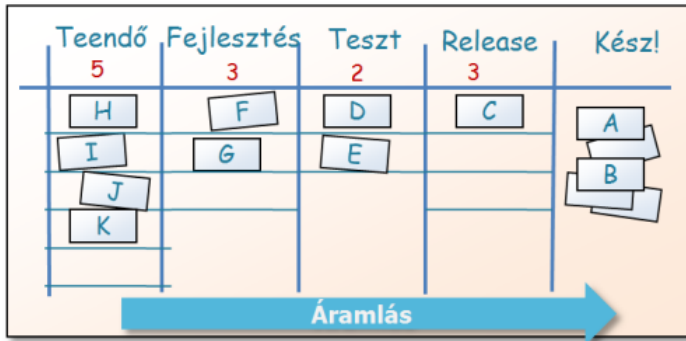 Teendő Fejlesztés Teszt Release Kész!
5 3 2 3
H F D C A
I G E B
J
K
Áramlás